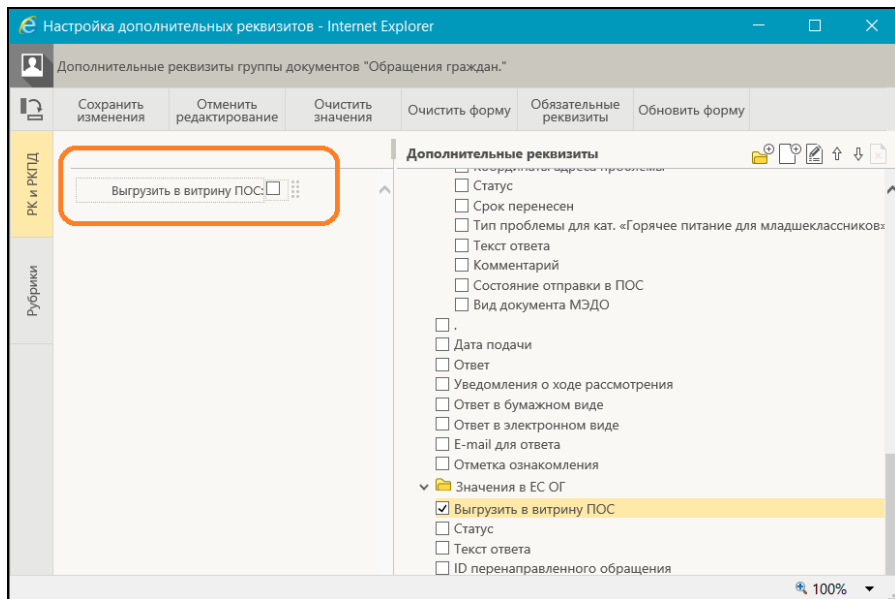 Настройка дополнительных реквизитов - Internet Explorer
Дополнительные реквизиты группы документов "Обращения граждан."
Сохранить изменения
Отменить редактирование
Очистить значения
Очистить форму
Обязательные реквизиты
Обновить форму
РК и РКПД
Рубрики
Выгрузить в витрину ПОС:
Дополнительные реквизиты
Координаты адреса проблемы
Статус
Срок перенесен
Тип проблемы для кат. «Горячее питание для младшеклассников»
Текст ответа
Комментарий
Состояние отправки в ПОС
Вид документа МЭДО
.
Дата подачи
Ответ
Уведомления о ходе рассмотрения
Ответ в бумажном виде
Ответ в электронном виде
E-mail для ответа
Отметка ознакомления
Значения в ЕС ОГ
Выгрузить в витрину ПОС
Статус
Текст ответа
ID перенаправленного обращения
100%